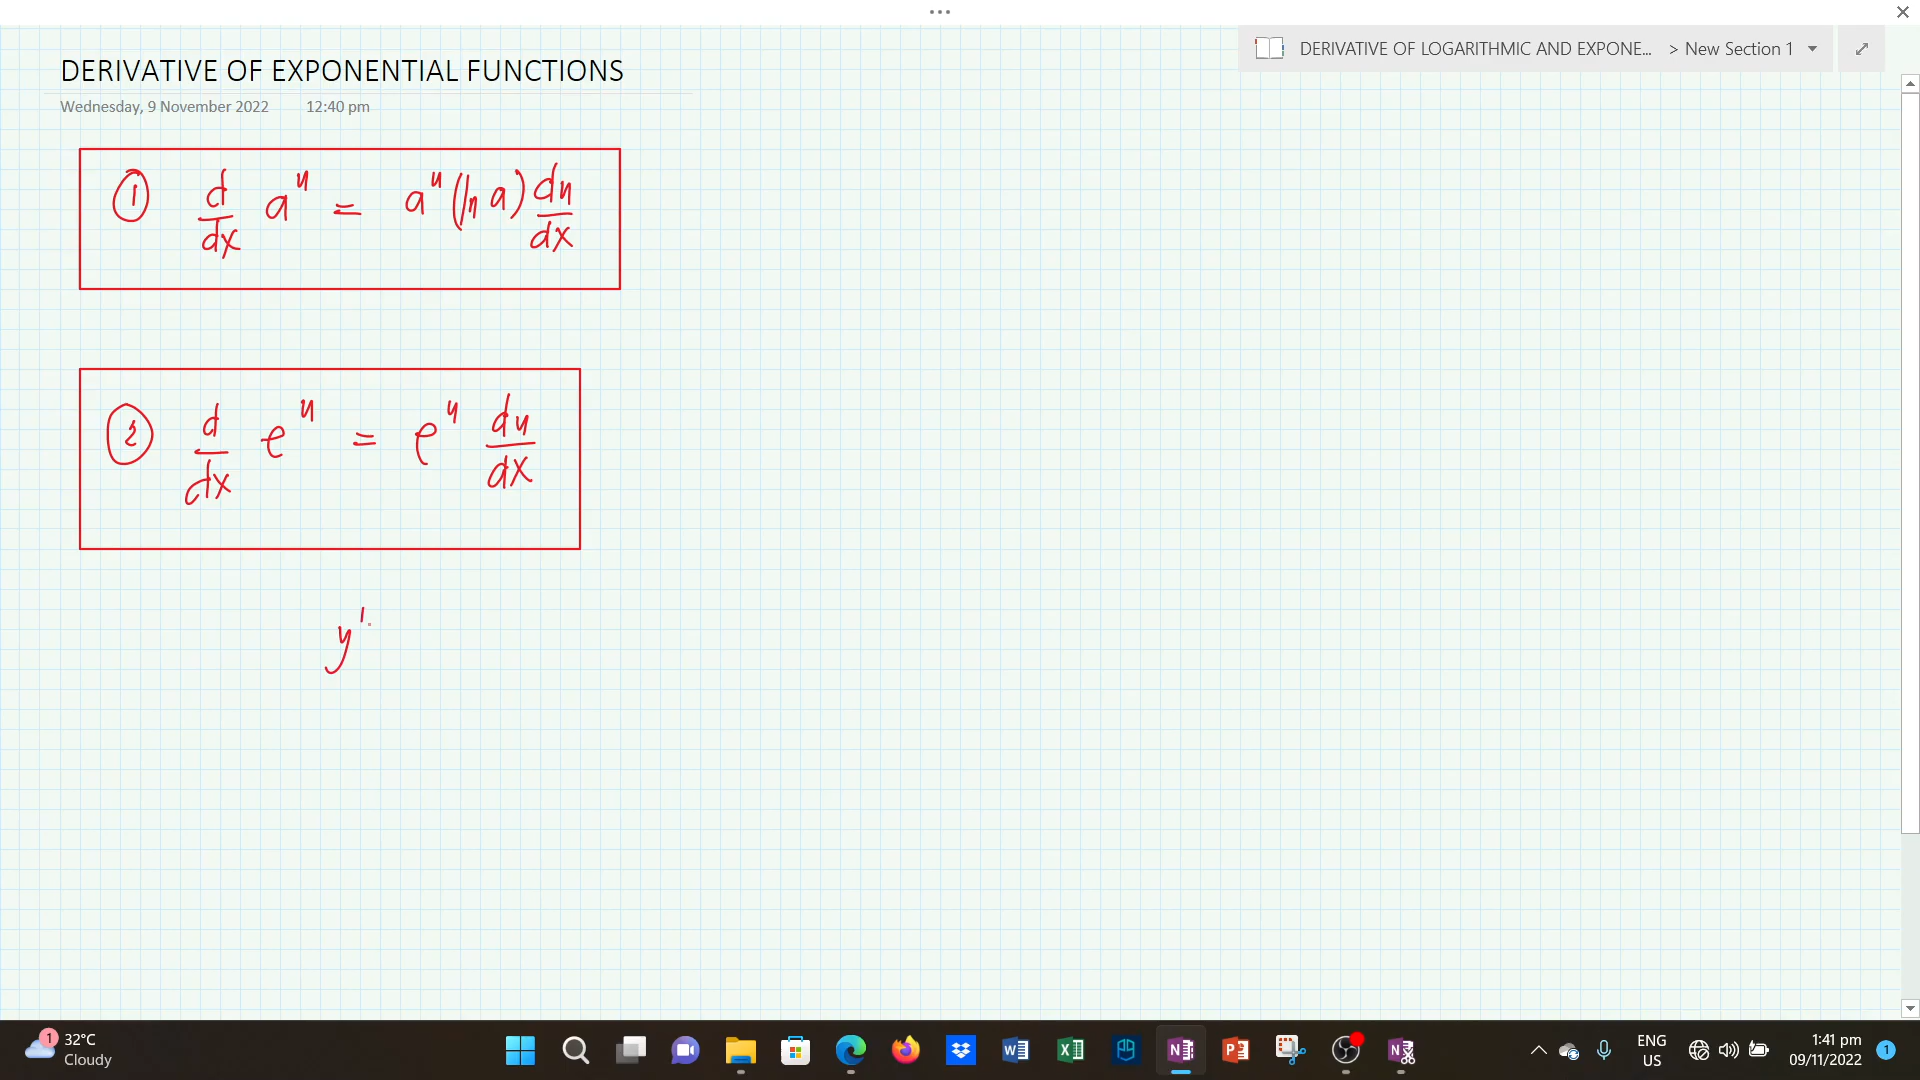 DERIVATIVE OF LOGARITHMIC AND EXPONE... > New Section 1
DERIVATIVE OF EXPONENTIAL FUNCTIONS
Wednesday, 9 November 2022 12:40 pm
① d/dx a^u = a^u (ln a) du/dx
② d/dx e^u = e^u du/dx
y'
1 32°C
Cloudy
ENG
US
1:41 pm
09/11/2022
1